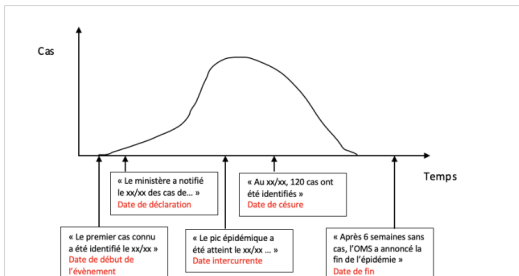 Cas
Temps
« Le ministère a notifié
le xx/xx des cas de... »
Date de déclaration
« Au xx/xx, 120 cas ont
été identifiés »
Date de césure
« Le premier cas connu
a été identifié le xx/xx »
Date de début de
l'évènement
« Le pic épidémique a
été atteint le xx/xx ... »
Date intercurrente
« Après 6 semaines sans
cas, l'OMS a annoncé la
fin de l'épidémie »
Date de fin